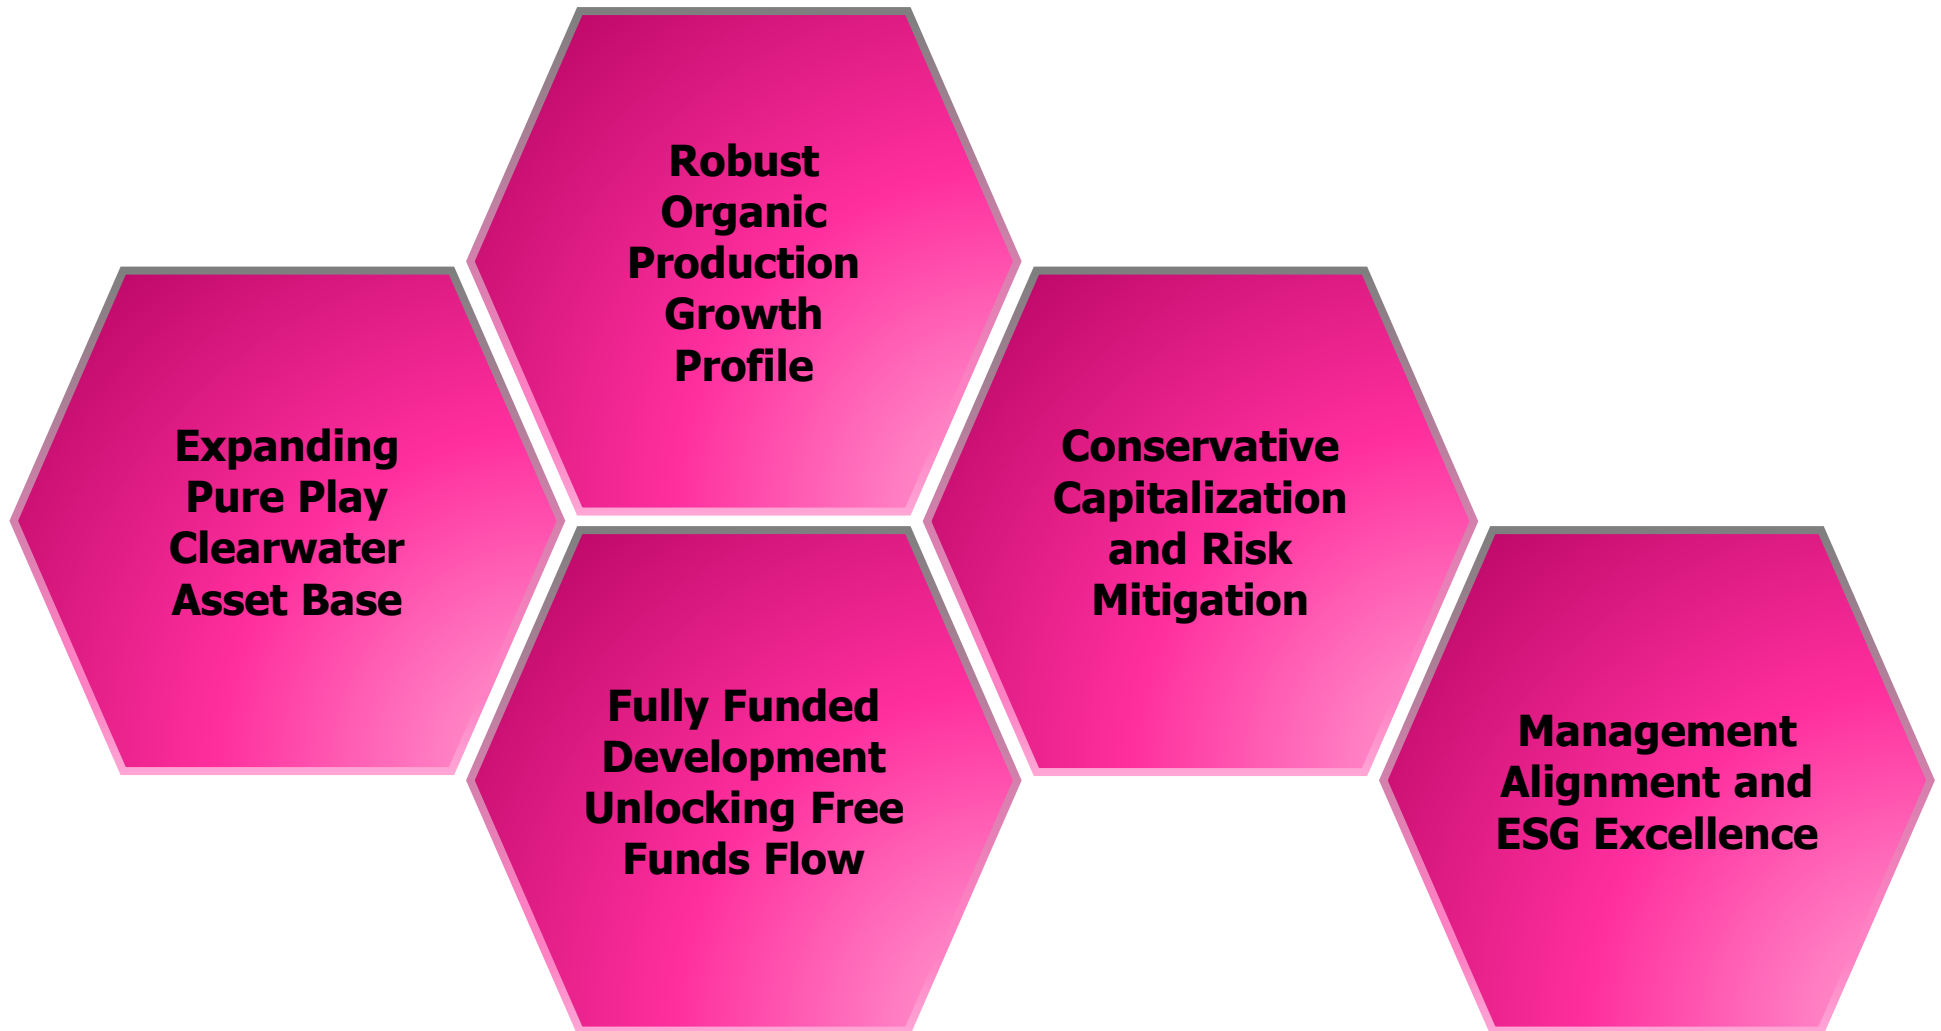 Robust
Organic
Production
Growth
Profile
Expanding
Pure Play
Clearwater
Asset Base
Conservative
Capitalization
and Risk
Mitigation
Fully Funded
Development
Unlocking Free
Funds Flow
Management
Alignment and
ESG Excellence